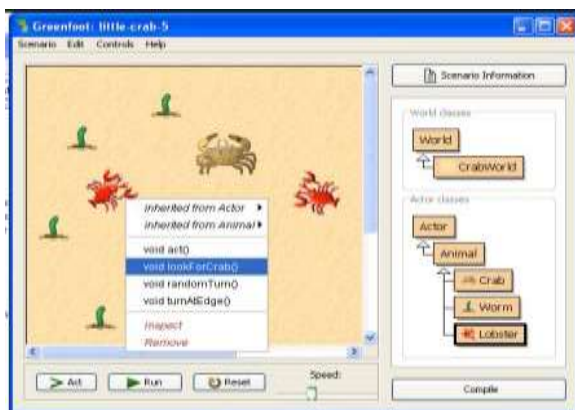 Greenfoot: little-crab-5
Scenario Edit Controls Help
Scenario Information
World classes
World
CrabWorld
Actor classes
Actor
Animal
Crab
Worm
Lobster
inherited from Actor
inherited from Animal
void act()
void lookForCrab()
void randomTurn()
void turnAtEdge()
Inspect
Remove
Act
Run
Reset
Speed:
Compile